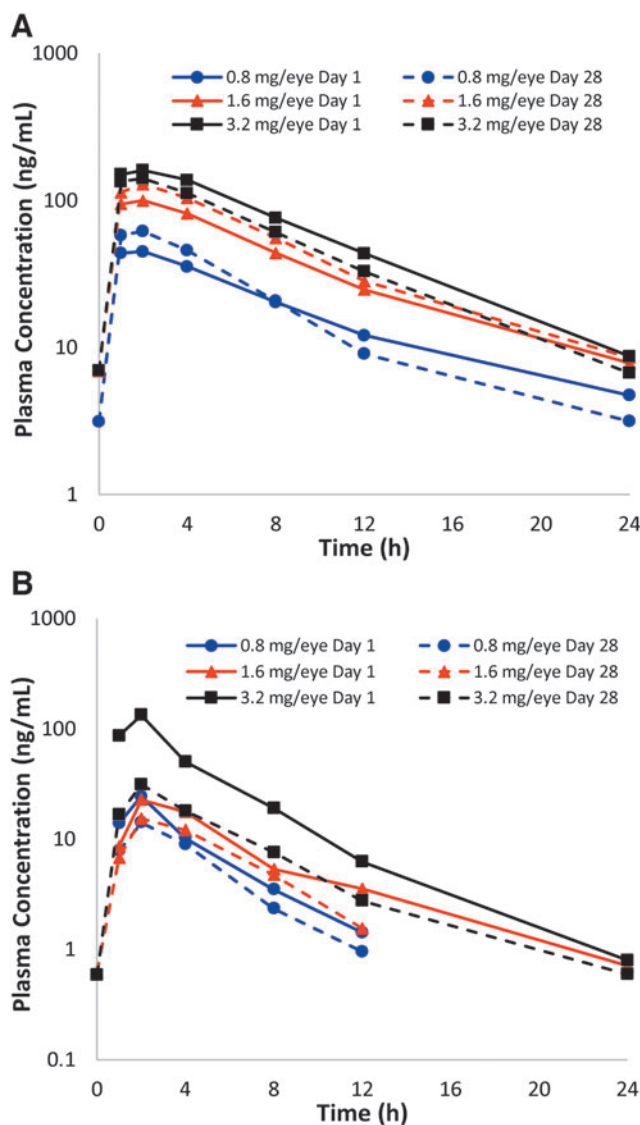 A
1000
0.8 mg/eye Day 1 0.8 mg/eye Day 28
1.6 mg/eye Day 1 1.6 mg/eye Day 28
3.2 mg/eye Day 1 3.2 mg/eye Day 28
100
10
1
Plasma Concentration (ng/mL)
0 4 8 12 16 20 24
Time (h)
B
1000
0.8 mg/eye Day 1 0.8 mg/eye Day 28
1.6 mg/eye Day 1 1.6 mg/eye Day 28
3.2 mg/eye Day 1 3.2 mg/eye Day 28
100
10
1
0.1
Plasma Concentration (ng/mL)
0 4 8 12 16 20 24
Time (h)